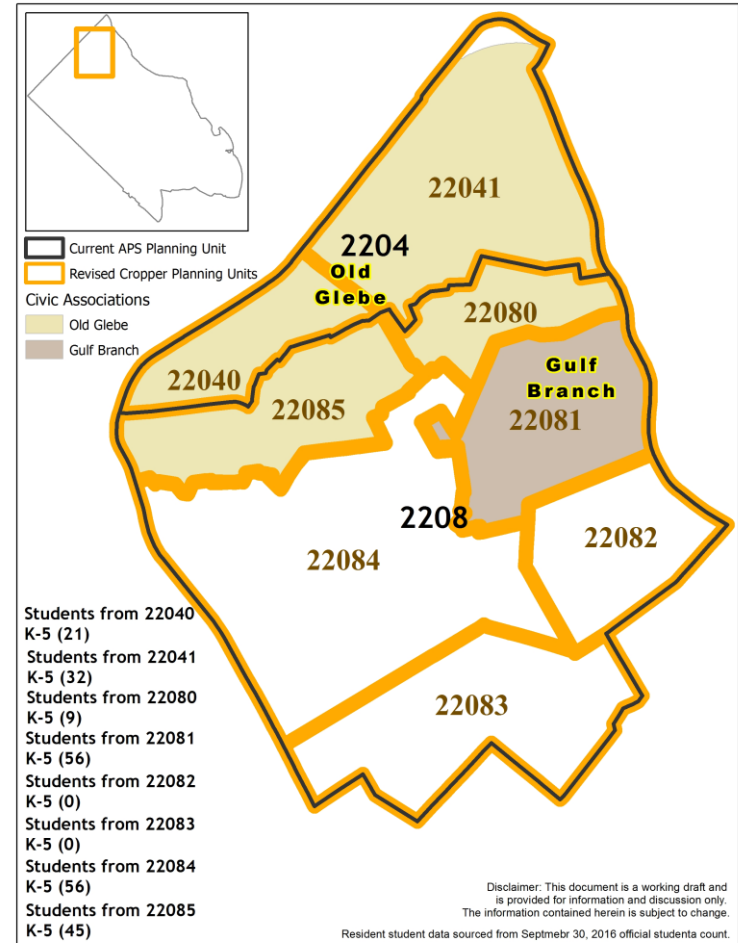 22041
2204
Old
Glebe
22080
22040
22085
Gulf
Branch
22081
2208
22082
22084
22083
Current APS Planning Unit
Revised Cropper Planning Units
Civic Associations
Old Glebe
Gulf Branch
Students from 22040
K-5 (21)
Students from 22041
K-5 (32)
Students from 22080
K-5 (9)
Students from 22081
K-5 (56)
Students from 22082
K-5 (0)
Students from 22083
K-5 (0)
Students from 22084
K-5 (56)
Students from 22085
K-5 (45)
Disclaimer: This document is a working draft and
is provided for information and discussion only.
The information contained herein is subject to change.
Resident student data sourced from Septmebr 30, 2016 official studenta count.